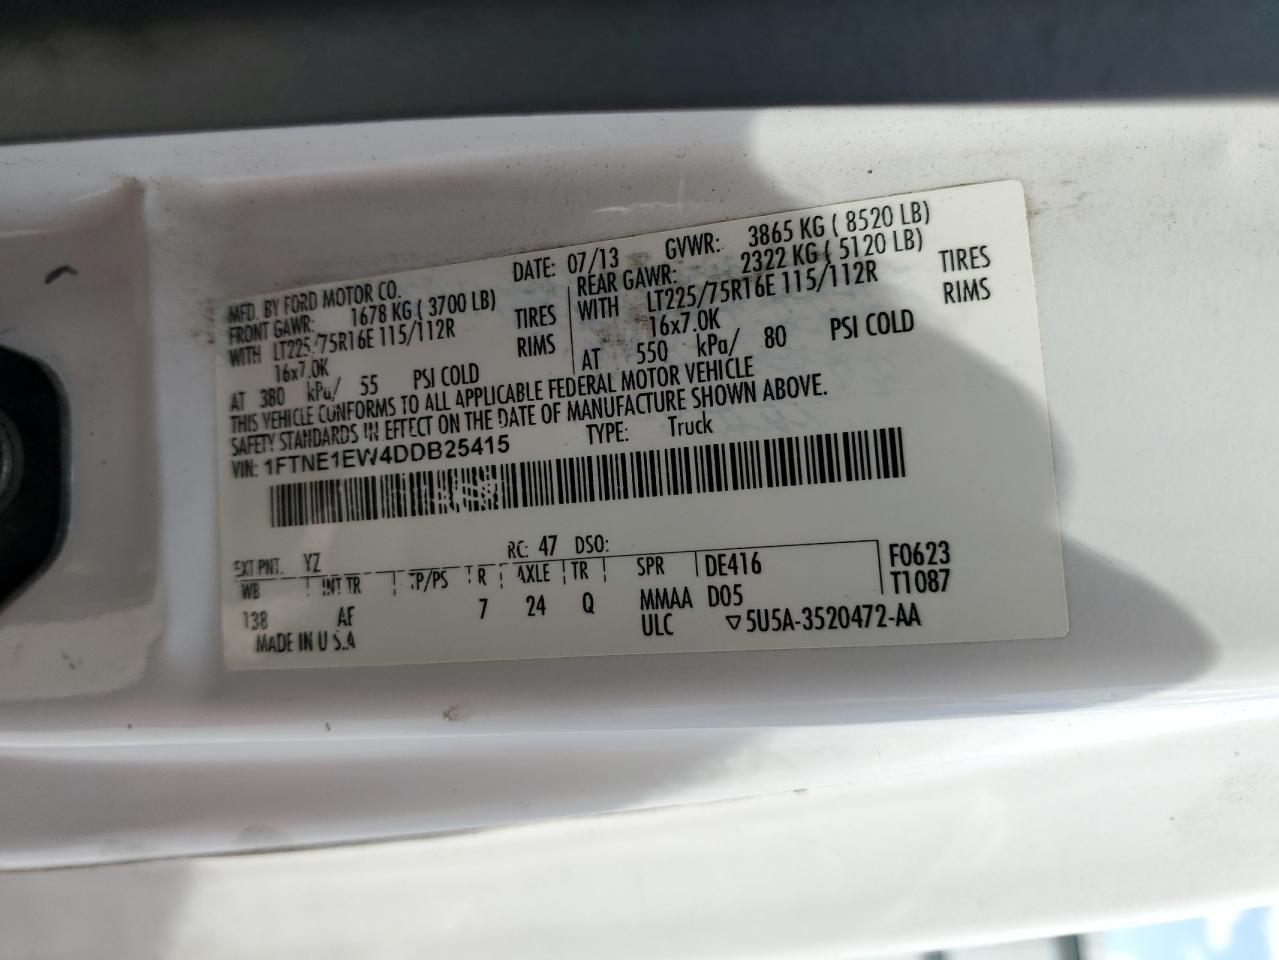 MFD. BY FORD MOTOR CO.
DATE: 07/13 GVWR: 3865 KG ( 8520 LB)
FRONT GAWR: 1678 KG ( 3700 LB)
WITH LT225/75R16E 115/112R TIRES
16x7.0K RIMS
AT 380 kPa/ 55 PSI COLD
REAR GAWR: 2322 KG ( 5120 LB)
WITH LT225/75R16E 115/112R TIRES
16x7.0K RIMS
AT 550 kPa/ 80 PSI COLD
THIS VEHICLE CONFORMS TO ALL APPLICABLE FEDERAL MOTOR VEHICLE
SAFETY STANDARDS IN EFFECT ON THE DATE OF MANUFACTURE SHOWN ABOVE.
VIN: 1FTNE1EW4DDB25415 TYPE: Truck
EXT PNT: YZ RC: 47 DSO:
WB INT TR TP/PS R AXLE TR SPR DE416 F0623
138 AF 7 24 Q MMAA D05 T1087
MADE IN U.S.A ULC ▽5U5A-3520472-AA